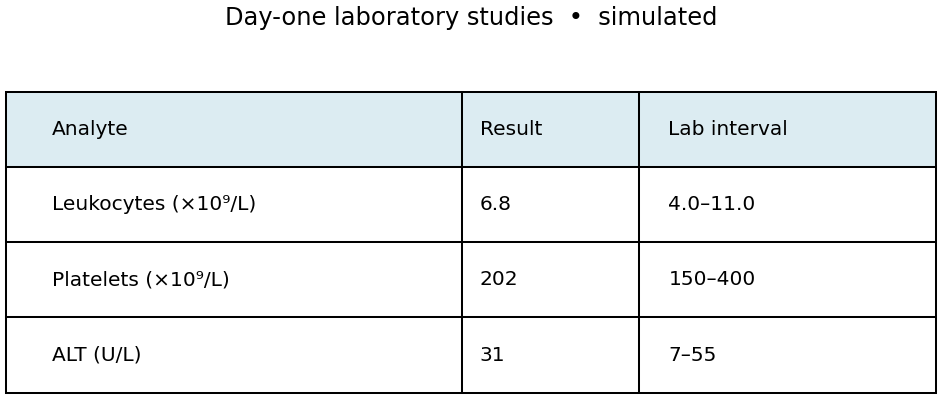 Day-one laboratory studies • simulated
Analyte Result Lab interval
Leukocytes (×10⁹/L) 6.8 4.0–11.0
Platelets (×10⁹/L) 202 150–400
ALT (U/L) 31 7–55